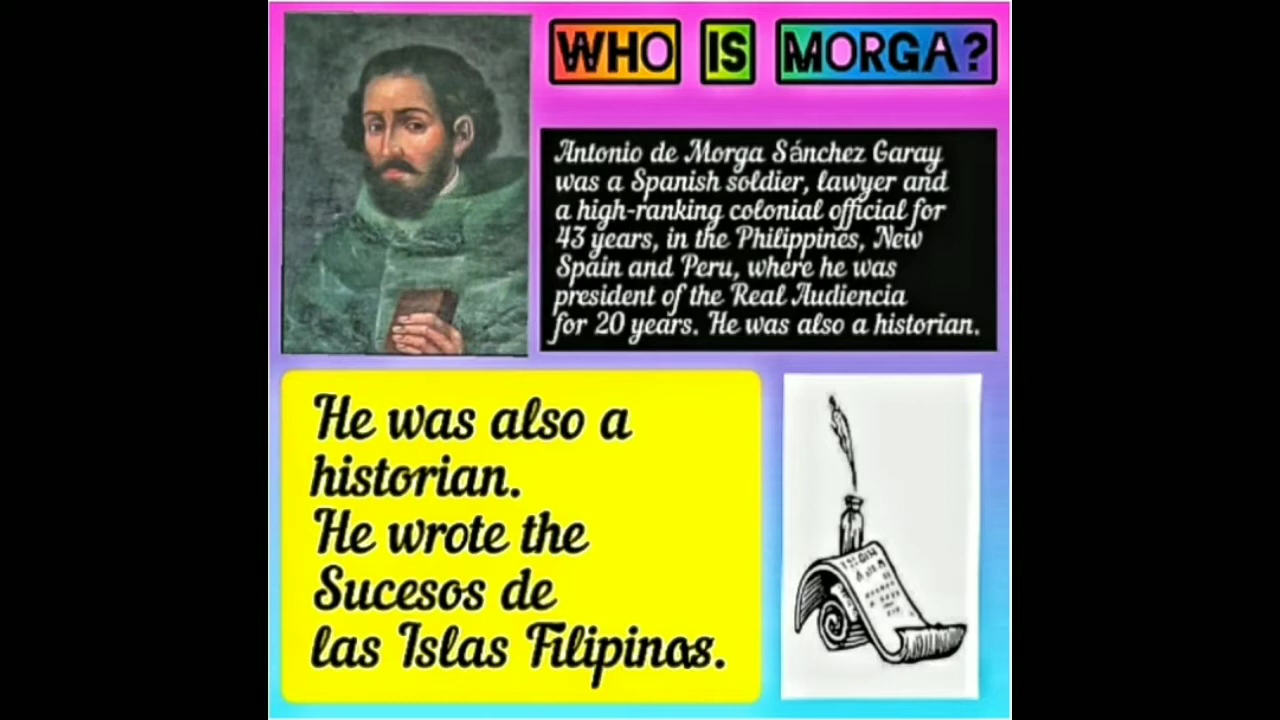 WHO IS MORGA?
Antonio de Morga Sánchez Garay
was a Spanish soldier, lawyer and
a high-ranking colonial official for
43 years, in the Philippines, New
Spain and Peru, where he was
president of the Real Audiencia
for 20 years. He was also a historian.
He was also a
historian.
He wrote the
Sucesos de
las Islas Filipinas.